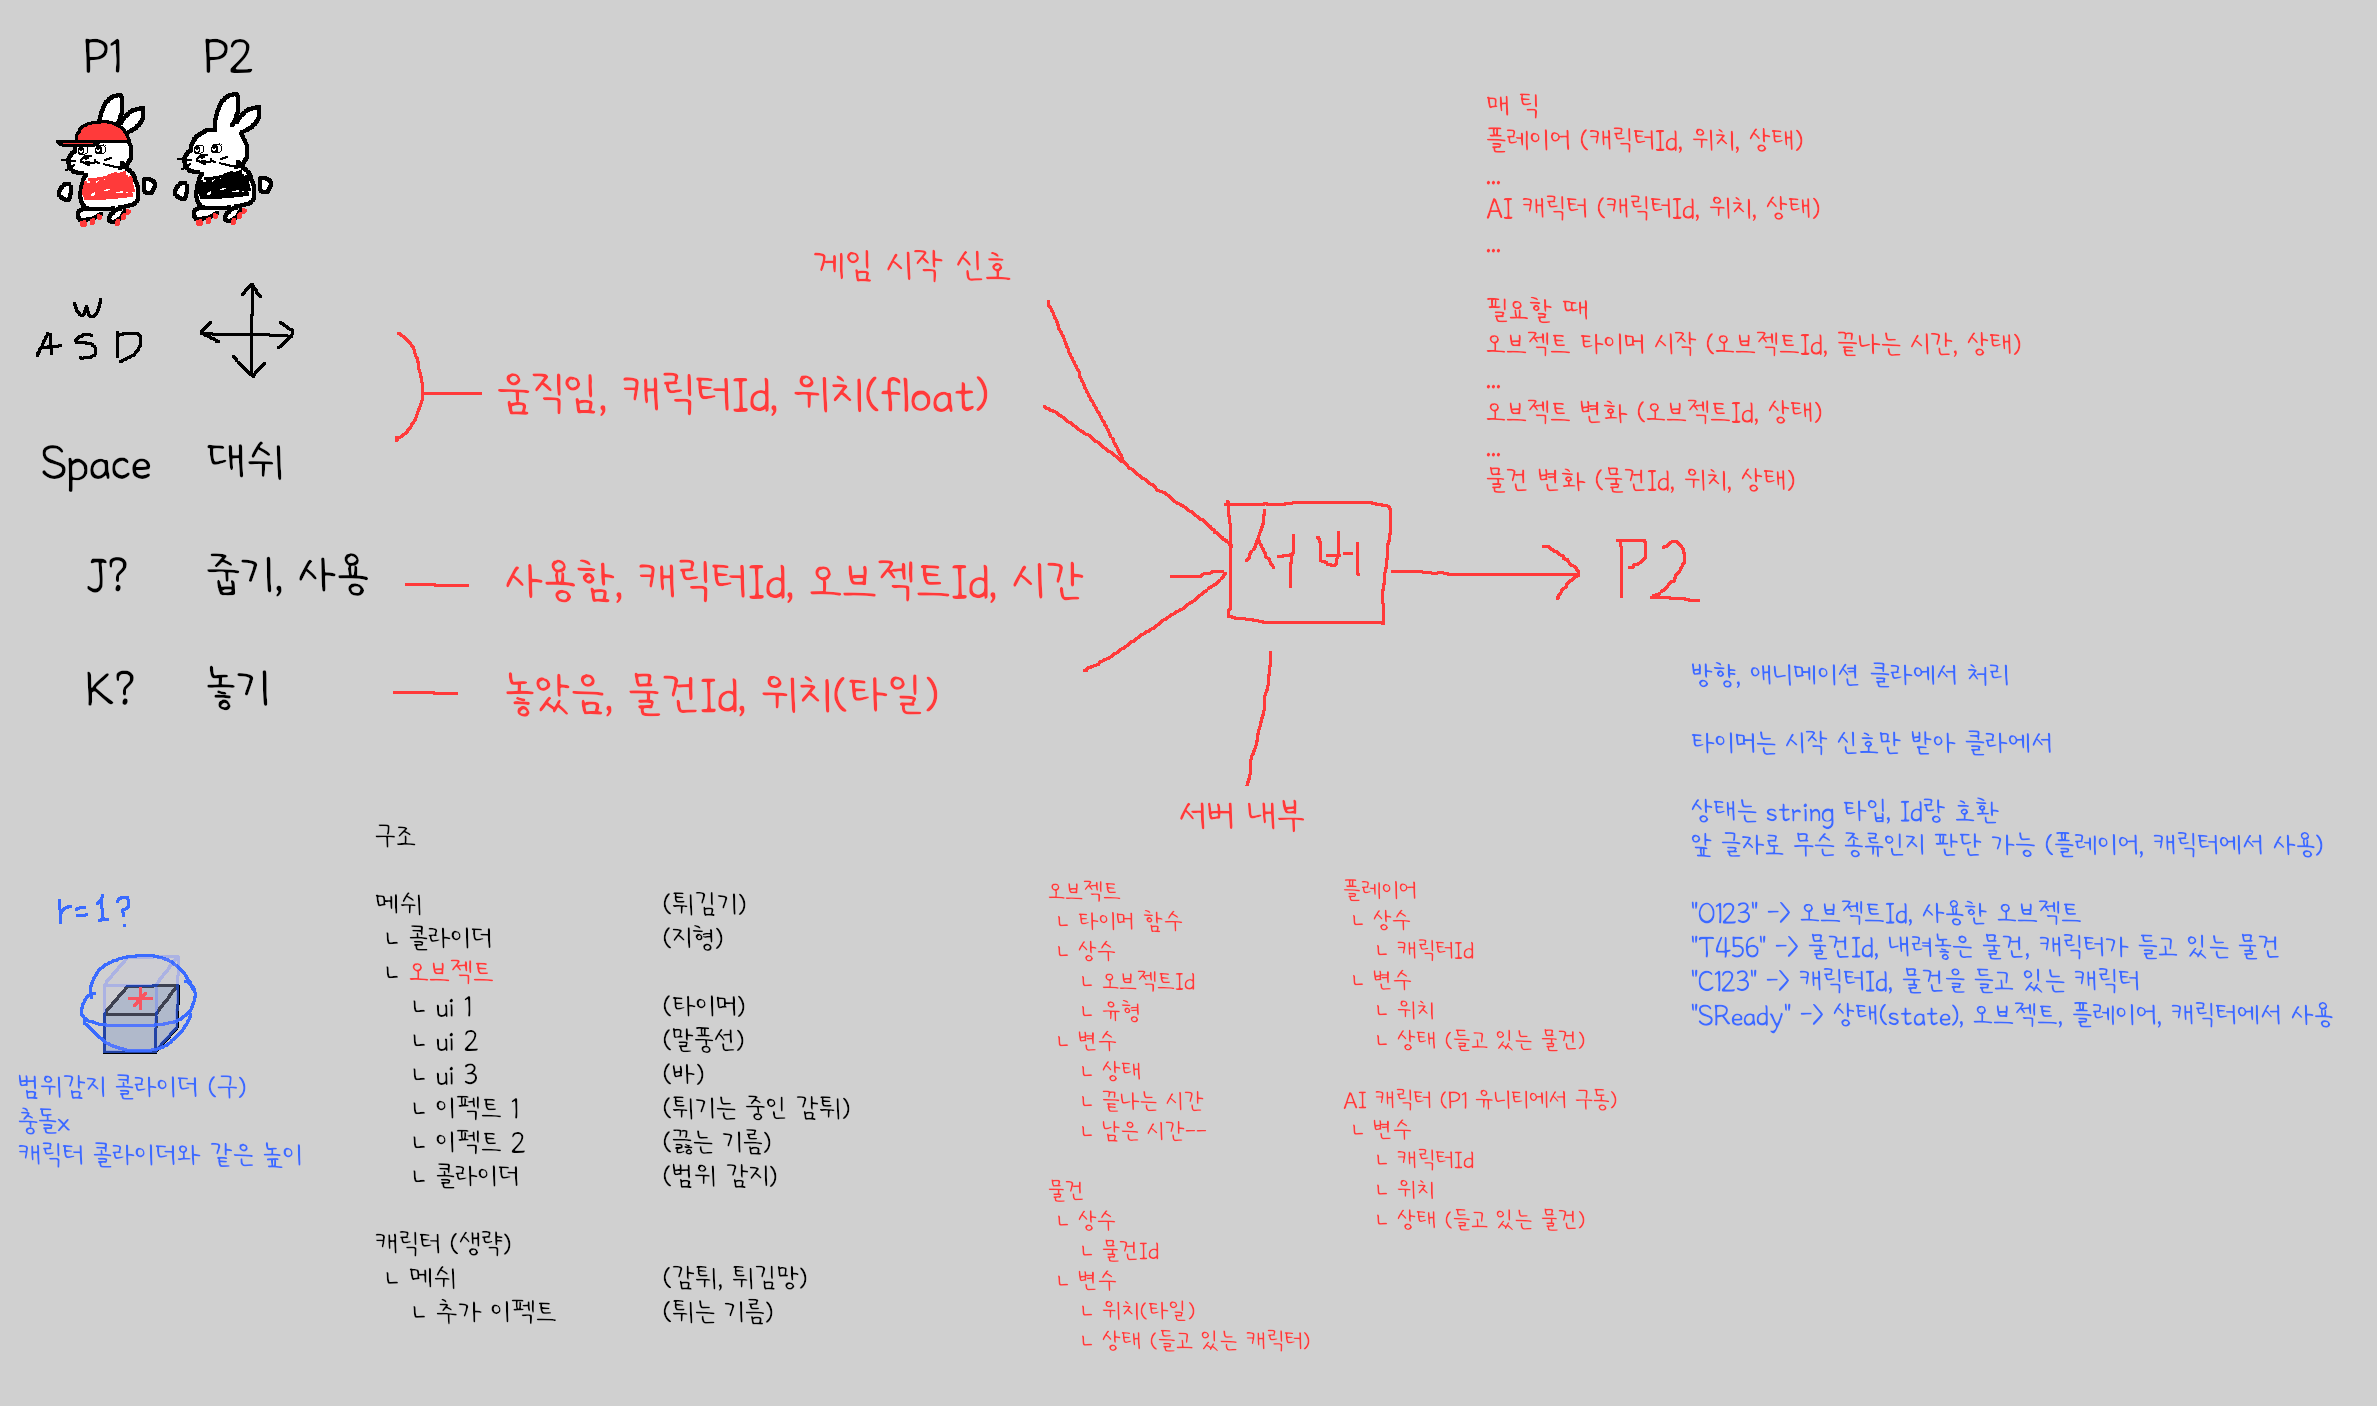 P1 P2
W
A S D
Space 대쉬
J? 줍기, 사용
K? 놓기
게임 시작 신호
움직임, 캐릭터Id, 위치(float)
사용함, 캐릭터Id, 오브젝트Id, 시간
놓았음, 물건Id, 위치(타일)
서버
P2
서버 내부
매 틱
플레이어 (캐릭터Id, 위치, 상태)
...
AI 캐릭터 (캐릭터Id, 위치, 상태)
...
필요할 때
오브젝트 타이머 시작 (오브젝트Id, 끝나는 시간, 상태)
...
오브젝트 변화 (오브젝트Id, 상태)
...
물건 변화 (물건Id, 위치, 상태)
방향, 애니메이션 클라에서 처리
타이머는 시작 신호만 받아 클라에서
상태는 string 타입, Id랑 호환
앞 글자로 무슨 종류인지 판단 가능 (플레이어, 캐릭터에서 사용)
"O123" -> 오브젝트Id, 사용한 오브젝트
"T456" -> 물건Id, 내려놓은 물건, 캐릭터가 들고 있는 물건
"C123" -> 캐릭터Id, 물건을 들고 있는 캐릭터
"SReady" -> 상태(state), 오브젝트, 플레이어, 캐릭터에서 사용
r=1?
범위감지 콜라이더 (구)
충돌x
캐릭터 콜라이더와 같은 높이
구조
메쉬 (튀김기)
ㄴ 콜라이더 (지형)
ㄴ 오브젝트
ㄴ ui 1 (타이머)
ㄴ ui 2 (말풍선)
ㄴ ui 3 (바)
ㄴ 이펙트 1 (튀기는 중인 감튀)
ㄴ 이펙트 2 (끓는 기름)
ㄴ 콜라이더 (범위 감지)
캐릭터 (생략)
ㄴ 메쉬 (감튀, 튀김망)
ㄴ 추가 이펙트 (튀는 기름)
오브젝트
ㄴ 타이머 함수
ㄴ 상수
ㄴ 오브젝트Id
ㄴ 유형
ㄴ 변수
ㄴ 상태
ㄴ 끝나는 시간
ㄴ 남은 시간--
물건
ㄴ 상수
ㄴ 물건Id
ㄴ 변수
ㄴ 위치(타일)
ㄴ 상태 (들고 있는 캐릭터)
플레이어
ㄴ 상수
ㄴ 캐릭터Id
ㄴ 변수
ㄴ 위치
ㄴ 상태 (들고 있는 물건)
AI 캐릭터 (P1 유니티에서 구동)
ㄴ 변수
ㄴ 캐릭터Id
ㄴ 위치
ㄴ 상태 (들고 있는 물건)